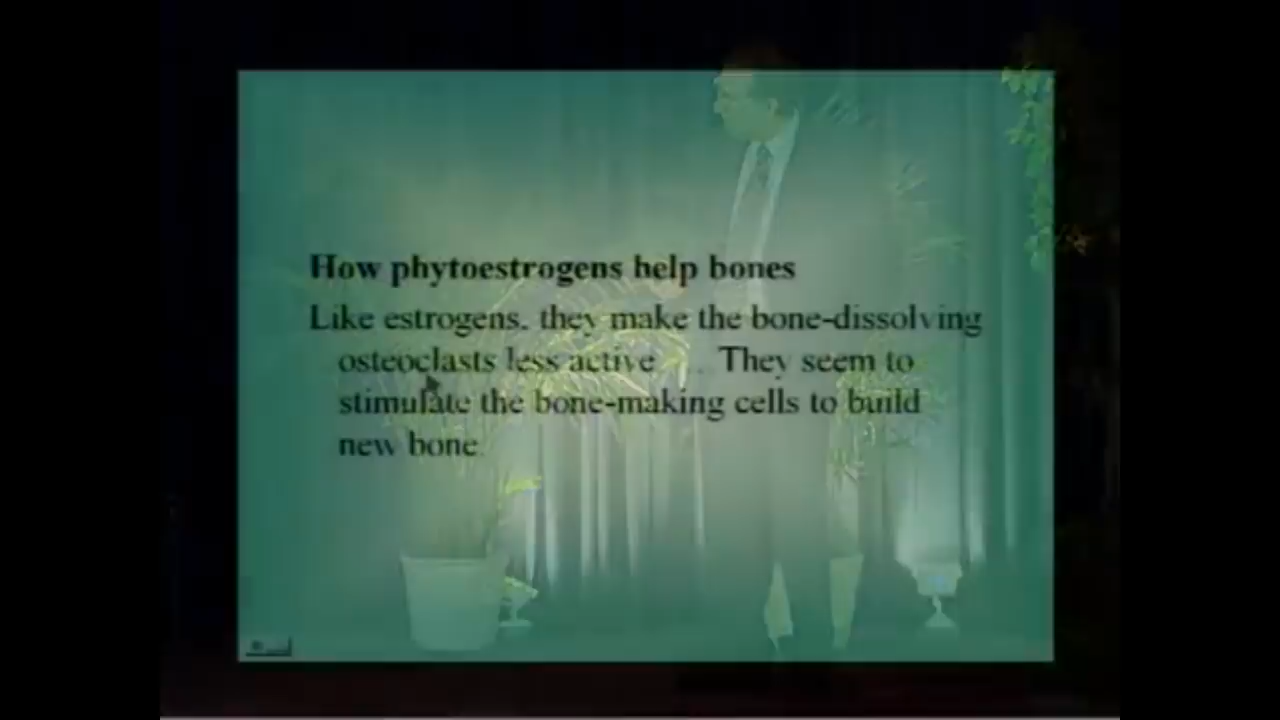 How phytoestrogens help bones
Like estrogens, they make the bone-dissolving
osteoclasts less active ... They seem to
stimulate the bone-making cells to build
new bone.